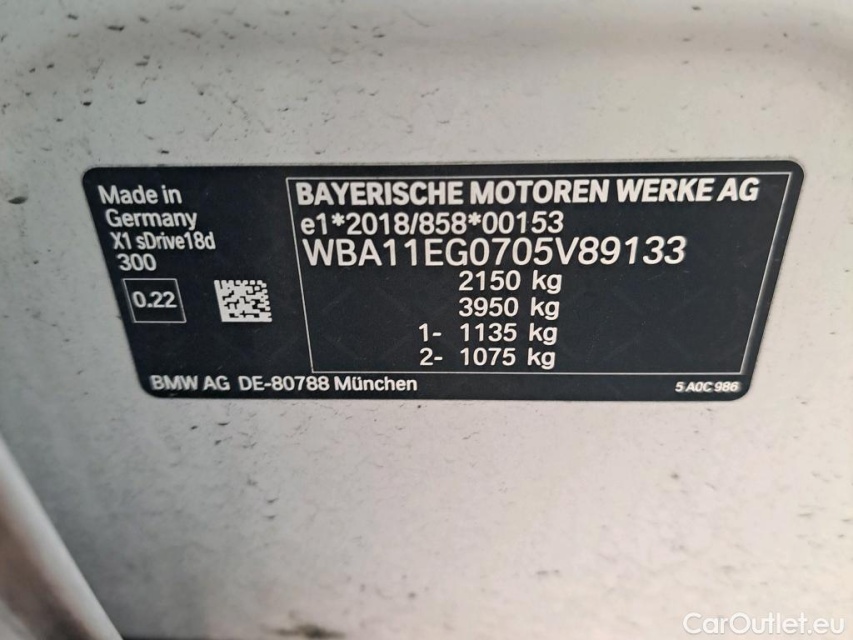 Made in
Germany
X1 sDrive18d
300
0.22
BAYERISCHE MOTOREN WERKE AG
e1*2018/858*00153
WBA11EG0705V89133
2150 kg
3950 kg
1- 1135 kg
2- 1075 kg
BMW AG DE-80788 München
5 A0C 986
CarOutlet.eu